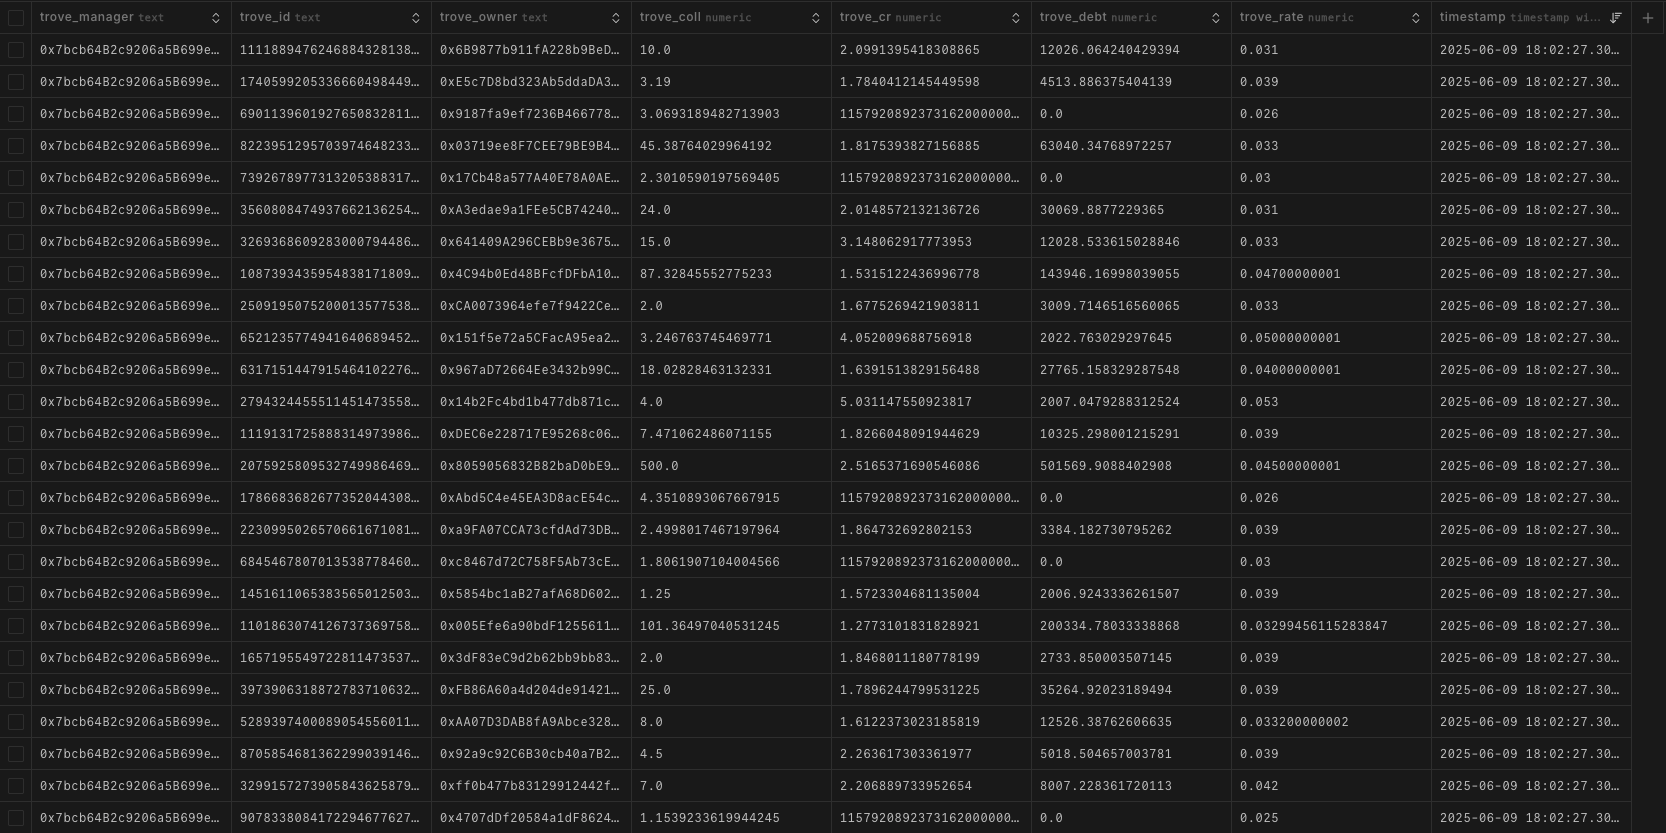 trove_manager text trove_id text trove_owner text trove_coll numeric trove_cr numeric trove_debt numeric trove_rate numeric timestamp timestamp wi...
0x7bcb64B2c9206a5B699e… 1111889476246884328138… 0x6B9877b911fA228b9BeD… 10.0 2.0991395418308865 12026.064240429394 0.031 2025-06-09 18:02:27.30…
0x7bcb64B2c9206a5B699e… 1740599205336660498449… 0xE5c7D8bd323Ab5ddaDA3… 3.19 1.7840412145449598 4513.886375404139 0.039 2025-06-09 18:02:27.30…
0x7bcb64B2c9206a5B699e… 6901139601927650832811… 0x9187fa9ef7236B466778… 3.0693189482713903 1157920892373162000000… 0.0 0.026 2025-06-09 18:02:27.30…
0x7bcb64B2c9206a5B699e… 8223951295703974648233… 0x03719ee8F7CEE79BE9B4… 45.38764029964192 1.8175393827156885 63040.34768972257 0.033 2025-06-09 18:02:27.30…
0x7bcb64B2c9206a5B699e… 7392678977313205388317… 0x17Cb48a577A40E78A0AE… 2.3010590197569405 1157920892373162000000… 0.0 0.03 2025-06-09 18:02:27.30…
0x7bcb64B2c9206a5B699e… 3560808474937662136254… 0xA3edae9a1FEe5CB74240… 24.0 2.0148572132136726 30069.8877229365 0.031 2025-06-09 18:02:27.30…
0x7bcb64B2c9206a5B699e… 3269368609283000794486… 0x641409A296CEBb9e3675… 15.0 3.148062917773953 12028.533615028846 0.033 2025-06-09 18:02:27.30…
0x7bcb64B2c9206a5B699e… 1087393435954838171809… 0x4C94b0Ed48BFcfDFbA10… 87.32845552775233 1.5315122436996778 143946.16998039055 0.04700000001 2025-06-09 18:02:27.30…
0x7bcb64B2c9206a5B699e… 2509195075200013577538… 0xCA0073964efe7f9422Ce… 2.0 1.6775269421903811 3009.7146516560065 0.033 2025-06-09 18:02:27.30…
0x7bcb64B2c9206a5B699e… 6521235774941640689452… 0x151f5e72a5CFacA95ea2… 3.246763745469771 4.052009688756918 2022.763029297645 0.05000000001 2025-06-09 18:02:27.30…
0x7bcb64B2c9206a5B699e… 6317151447915464102276… 0x967aD72664Ee3432b99C… 18.02828463132331 1.6391513829156488 27765.158329287548 0.04000000001 2025-06-09 18:02:27.30…
0x7bcb64B2c9206a5B699e… 2794324455511451473558… 0x14b2Fc4bd1b477db871c… 4.0 5.031147550923817 2007.0479288312524 0.053 2025-06-09 18:02:27.30…
0x7bcb64B2c9206a5B699e… 1119131725888314973986… 0xDEC6e228717E95268c06… 7.471062486071155 1.8266048091944629 10325.298001215291 0.039 2025-06-09 18:02:27.30…
0x7bcb64B2c9206a5B699e… 2075925809532749986469… 0x8059056832B82baD0bE9… 500.0 2.5165371690546086 501569.9088402908 0.04500000001 2025-06-09 18:02:27.30…
0x7bcb64B2c9206a5B699e… 1786683682677352044308… 0xAbd5C4e45EA3D8acE54c… 4.3510893067667915 1157920892373162000000… 0.0 0.026 2025-06-09 18:02:27.30…
0x7bcb64B2c9206a5B699e… 2230995026570661671081… 0xa9FA07CCA73cfdAd73DB… 2.4998017467197964 1.864732692802153 3384.182730795262 0.039 2025-06-09 18:02:27.30…
0x7bcb64B2c9206a5B699e… 6845467807013538778460… 0xc8467d72C758F5Ab73cE… 1.8061907104004566 1157920892373162000000… 0.0 0.03 2025-06-09 18:02:27.30…
0x7bcb64B2c9206a5B699e… 1451611065383565012503… 0x5854bc1aB27afA68D602… 1.25 1.5723304681135004 2006.9243336261507 0.039 2025-06-09 18:02:27.30…
0x7bcb64B2c9206a5B699e… 1101863074126737369758… 0x005Efe6a90bdF1255611… 101.36497040531245 1.2773101831828921 200334.78033338868 0.03299456115283847 2025-06-09 18:02:27.30…
0x7bcb64B2c9206a5B699e… 1657195549722811473537… 0x3dF83eC9d2b62bb9bb83… 2.0 1.8468011180778199 2733.850003507145 0.039 2025-06-09 18:02:27.30…
0x7bcb64B2c9206a5B699e… 3973906318872783710632… 0xFB86A60a4d204de91421… 25.0 1.7896244799531225 35264.92023189494 0.039 2025-06-09 18:02:27.30…
0x7bcb64B2c9206a5B699e… 5289397400089054556011… 0xAA07D3DAB8fA9Abce328… 8.0 1.6122373023185819 12526.38762606635 0.033200000002 2025-06-09 18:02:27.30…
0x7bcb64B2c9206a5B699e… 8705854681362299039146… 0x92a9c92C6B30cb40a7B2… 4.5 2.263617303361977 5018.504657003781 0.039 2025-06-09 18:02:27.30…
0x7bcb64B2c9206a5B699e… 3299157273905843625879… 0xff0b477b83129912442f… 7.0 2.206889733952654 8007.228361720113 0.042 2025-06-09 18:02:27.30…
0x7bcb64B2c9206a5B699e… 9078338084172294677627… 0x4707dDf20584a1dF8624… 1.1539233619944245 1157920892373162000000… 0.0 0.025 2025-06-09 18:02:27.30…